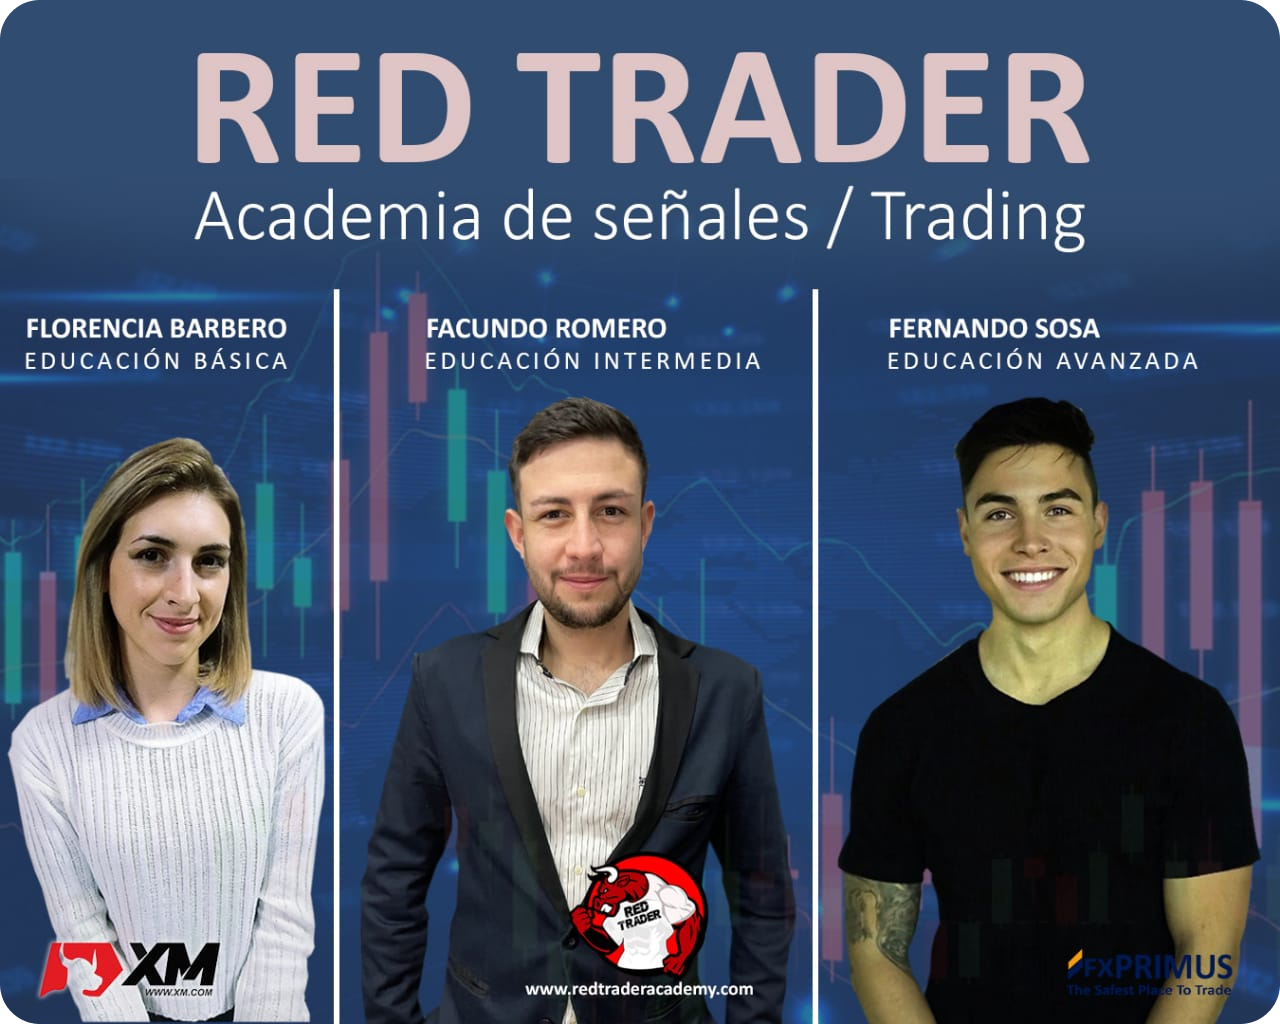 RED TRADER
Academia de señales / Trading
FLORENCIA BARBERO
EDUCACIÓN BÁSICA
FACUNDO ROMERO
EDUCACIÓN INTERMEDIA
FERNANDO SOSA
EDUCACIÓN AVANZADA
XM
WWW.XM.COM
RED
TRADER
www.redtraderacademy.com
FXPRIMUS
The Safest Place To Trade